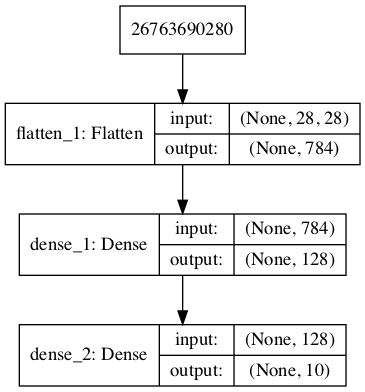 26763690280
flatten_1: Flatten
input:
(None, 28, 28)
output:
(None, 784)
dense_1: Dense
input:
(None, 784)
output:
(None, 128)
dense_2: Dense
input:
(None, 128)
output:
(None, 10)